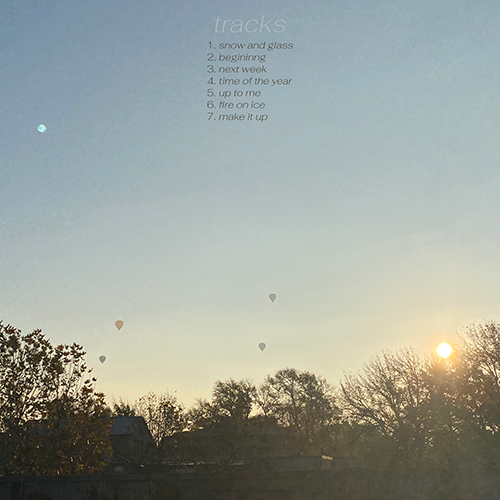 tracks
1. snow and glass
2. begininng
3. next week
4. time of the year
5. up to me
6. fire on ice
7. make it up